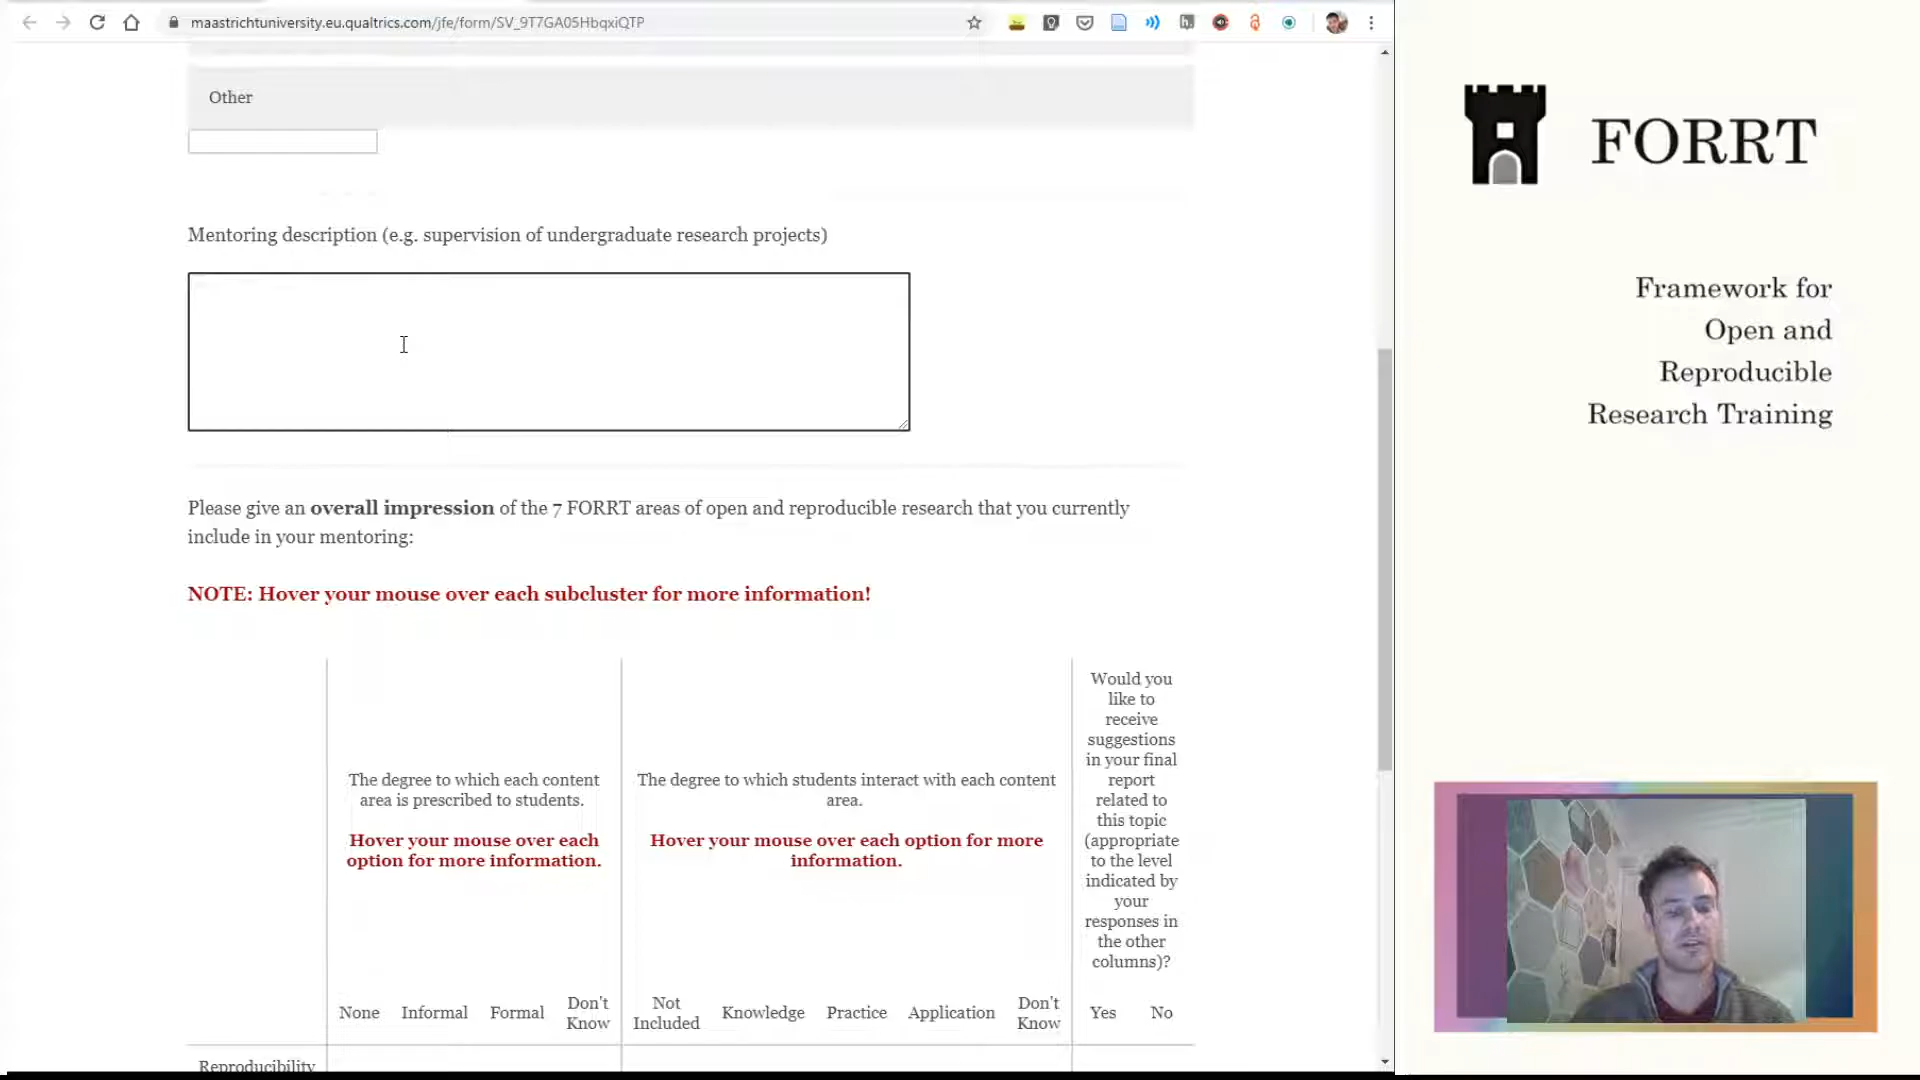 maastrichtuniversity.eu.qualtrics.com/jfe/form/SV_9T7GA05HbqxiQTP
Other
Mentoring description (e.g. supervision of undergraduate research projects)
Please give an overall impression of the 7 FORRT areas of open and reproducible research that you currently
include in your mentoring:
NOTE: Hover your mouse over each subcluster for more information!
The degree to which each content
area is prescribed to students.
Hover your mouse over each
option for more information.
The degree to which students interact with each content
area.
Hover your mouse over each option for more
information.
Would you
like to
receive
suggestions
in your final
report
related to
this topic
(appropriate
to the level
indicated by
your
responses in
the other
columns)?
None
Informal
Formal
Don't
Know
Not
Included
Knowledge
Practice
Application
Don't
Know
Yes
No
Reproducibility
FORRT
Framework for
Open and
Reproducible
Research Training